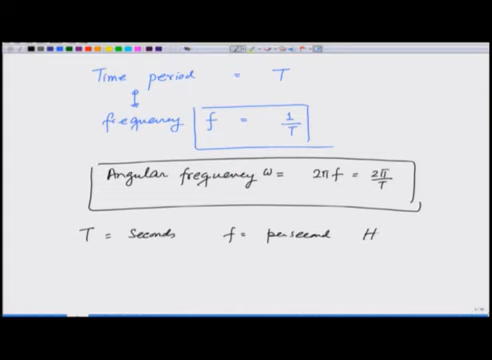 Time period = T
frequency f = 1/T
Angular frequency ω = 2πf = 2π/T
T = seconds f = per second H